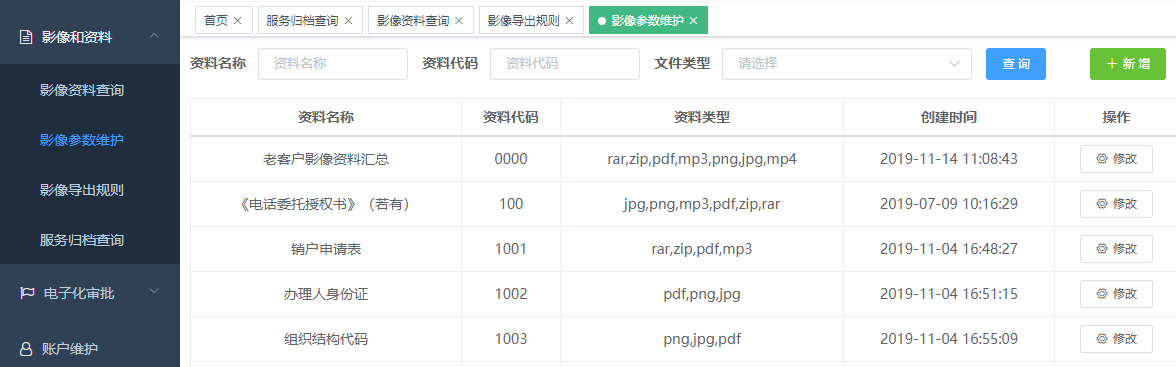 影像和资料
影像资料查询
影像参数维护
影像导出规则
服务归档查询
电子化审批
账户维护
首页 × 服务归档查询 × 影像资料查询 × 影像导出规则 × 影像参数维护 ×
资料名称 资料名称 资料代码 资料代码 文件类型 请选择 查询 + 新增
资料名称 资料代码 资料类型 创建时间 操作
老客户影像资料汇总 0000 rar,zip,pdf,mp3,png,jpg,mp4 2019-11-14 11:08:43 修改
《电话委托授权书》（若有） 100 jpg,png,mp3,pdf,zip,rar 2019-07-09 10:16:29 修改
销户申请表 1001 rar,zip,pdf,mp3 2019-11-04 16:48:27 修改
办理人身份证 1002 pdf,png,jpg 2019-11-04 16:51:15 修改
组织结构代码 1003 png,jpg,pdf 2019-11-04 16:55:09 修改